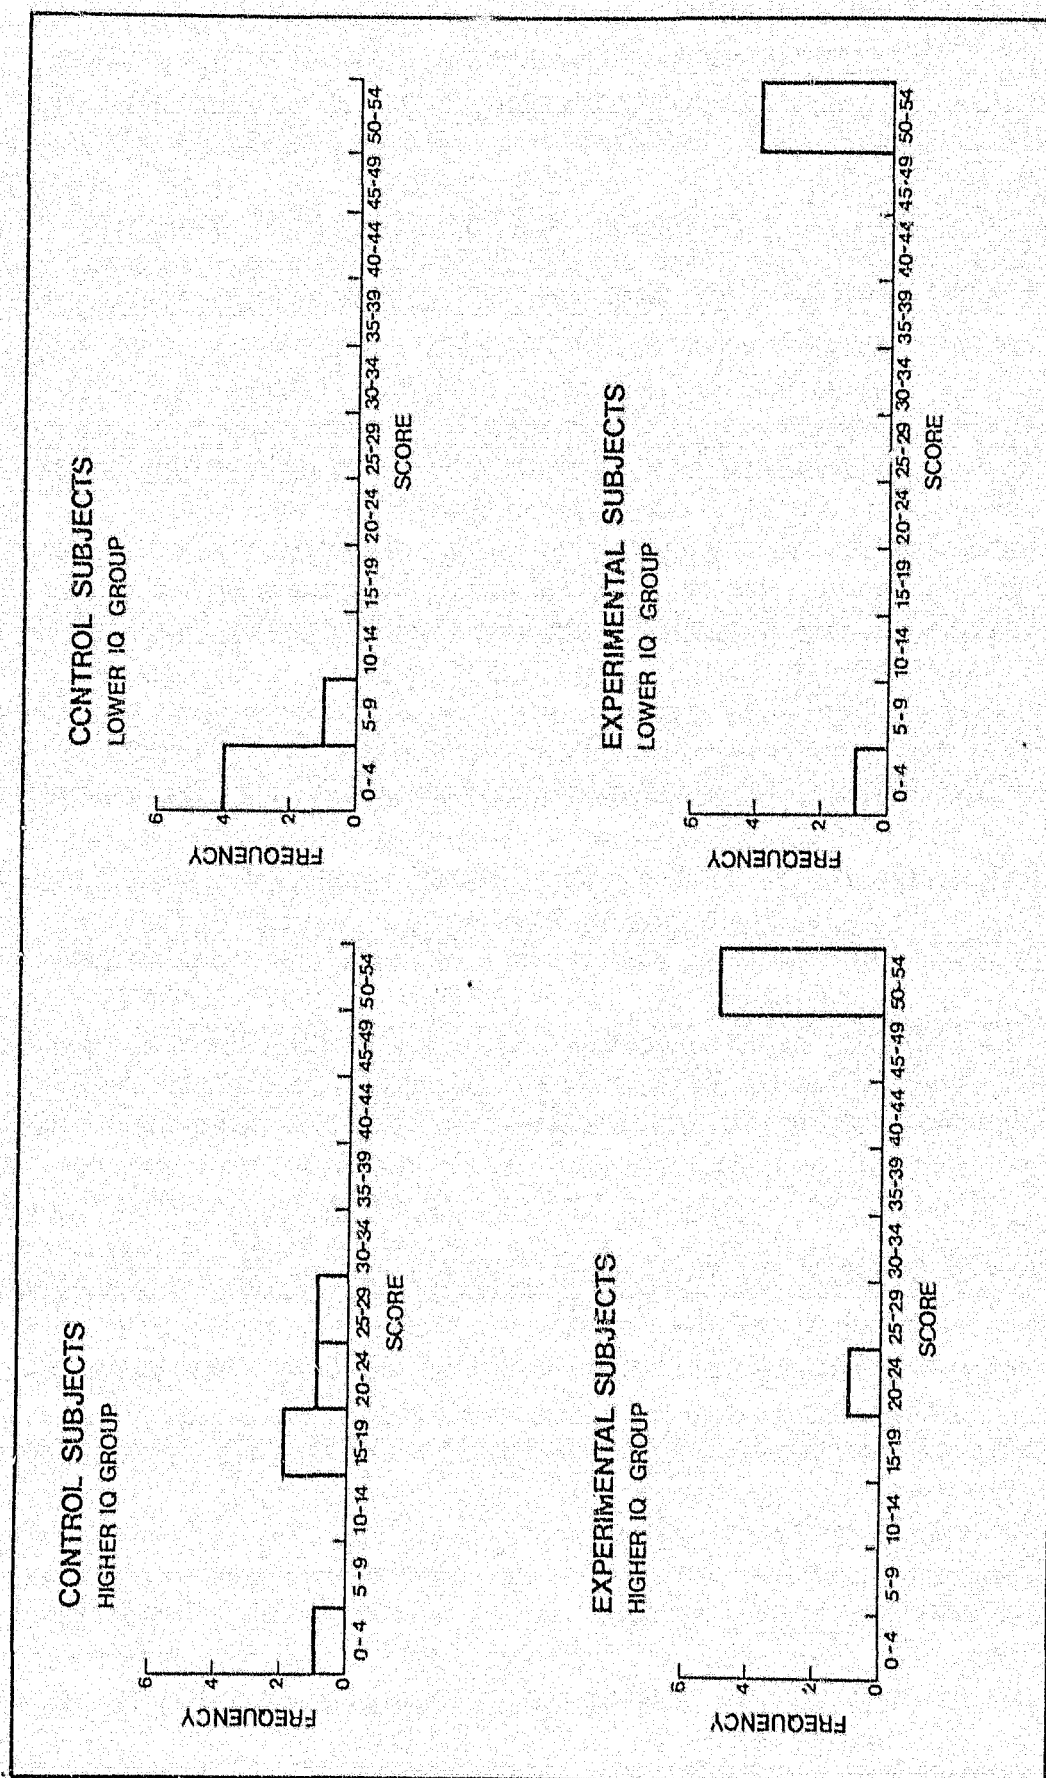 CONTROL SUBJECTS
HIGHER IQ GROUP
FREQUENCY
6
4
2
0
0-4 5-9 10-14 15-19 20-24 25-29 30-34 35-39 40-44 45-49 50-54
SCORE
CONTROL SUBJECTS
LOWER IQ GROUP
FREQUENCY
6
4
2
0
0-4 5-9 10-14 15-19 20-24 25-29 30-34 35-39 40-44 45-49 50-54
SCORE
EXPERIMENTAL SUBJECTS
HIGHER IQ GROUP
FREQUENCY
6
4
2
0
0-4 5-9 10-14 15-19 20-24 25-29 30-34 35-39 40-44 45-49 50-54
SCORE
EXPERIMENTAL SUBJECTS
LOWER IQ GROUP
FREQUENCY
6
4
2
0
0-4 5-9 10-14 15-19 20-24 25-29 30-34 35-39 40-44 45-49 50-54
SCORE